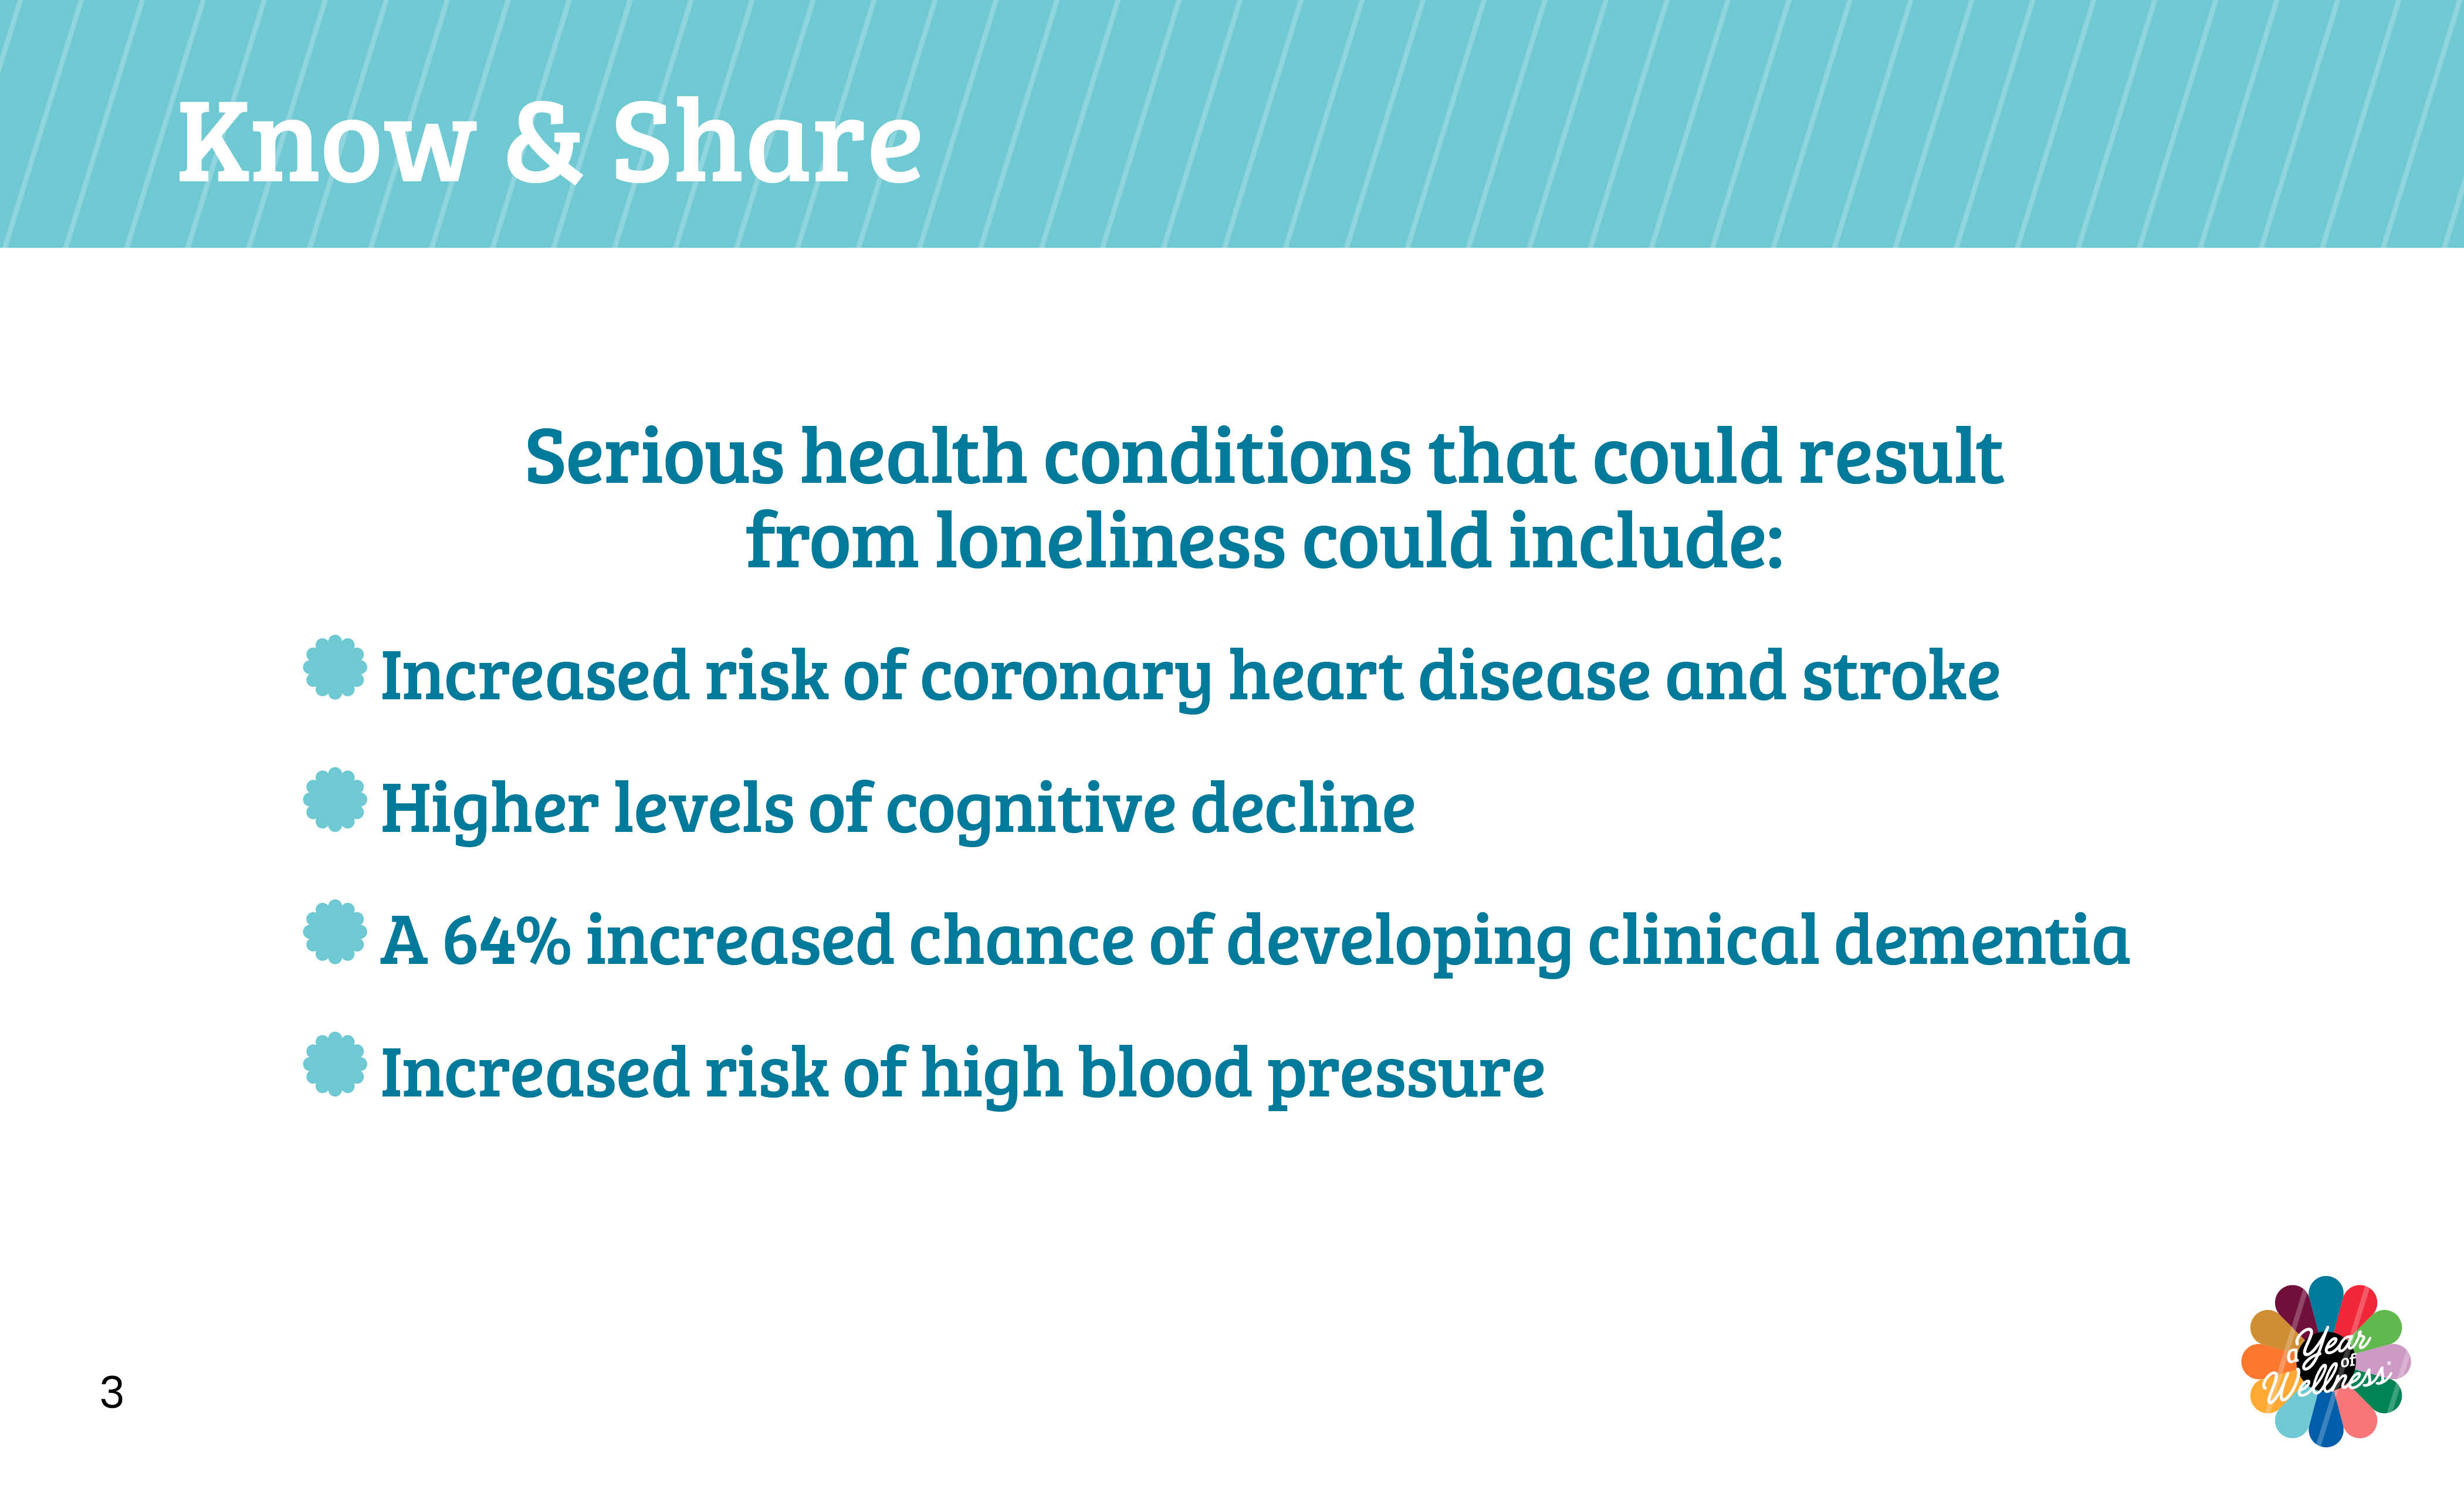 Know & Share
Serious health conditions that could result
from loneliness could include:
Increased risk of coronary heart disease and stroke
Higher levels of cognitive decline
A 64% increased chance of developing clinical dementia
Increased risk of high blood pressure
3
a Year
of
Wellness